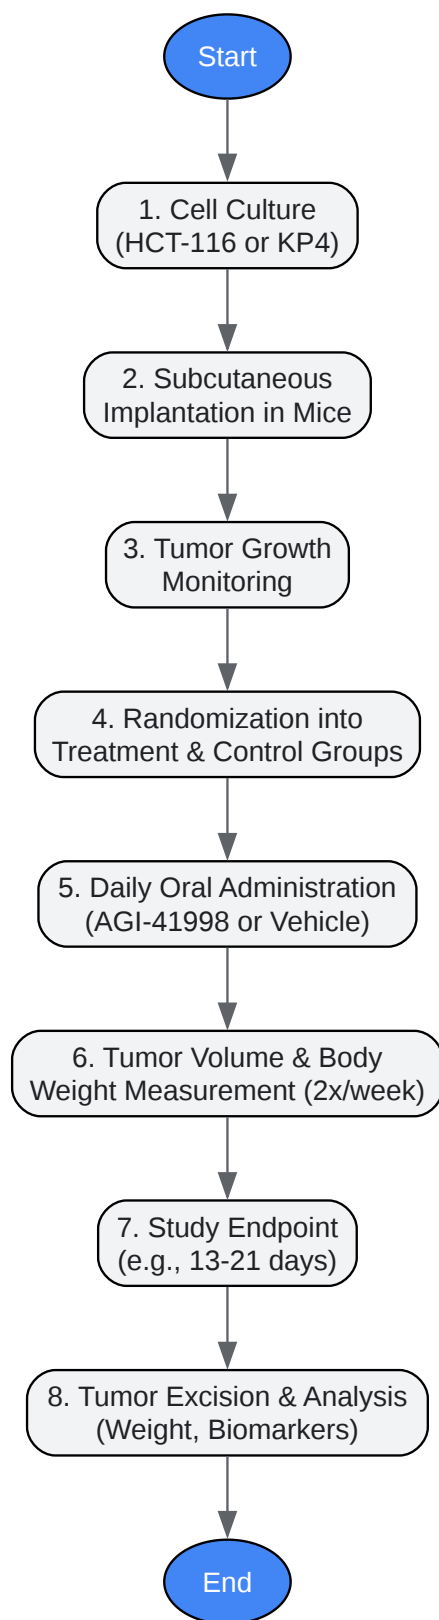 Start
1. Cell Culture
(HCT-116 or KP4)
2. Subcutaneous
Implantation in Mice
3. Tumor Growth
Monitoring
4. Randomization into
Treatment & Control Groups
5. Daily Oral Administration
(AGI-41998 or Vehicle)
6. Tumor Volume & Body
Weight Measurement (2x/week)
7. Study Endpoint
(e.g., 13-21 days)
8. Tumor Excision & Analysis
(Weight, Biomarkers)
End